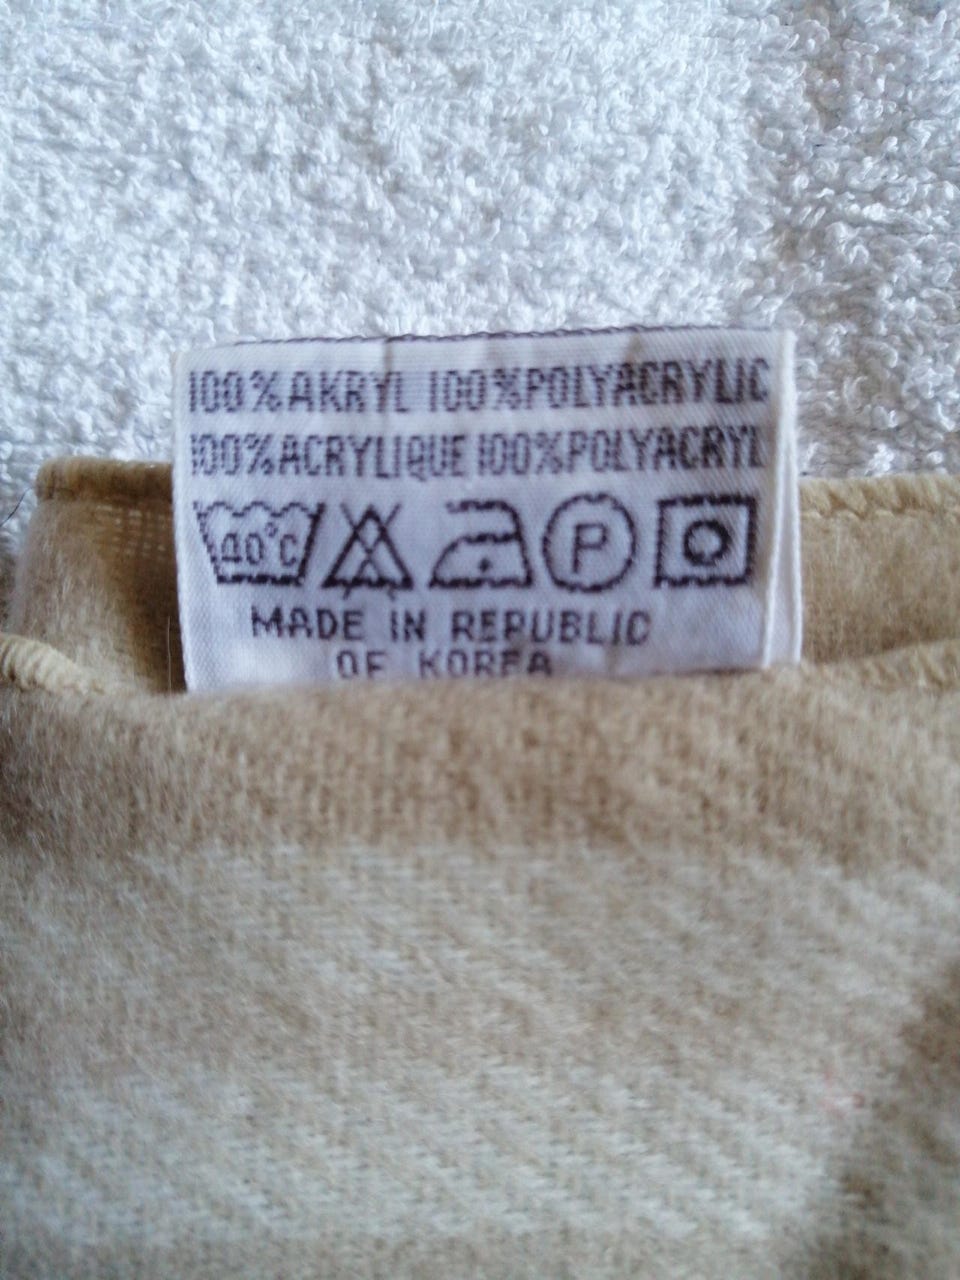 100%AKRYL 100%POLYACRYLIC
100%ACRYLIQUE 100%POLYACRYL
40°C P
MADE IN REPUBLIC
OF KOREA